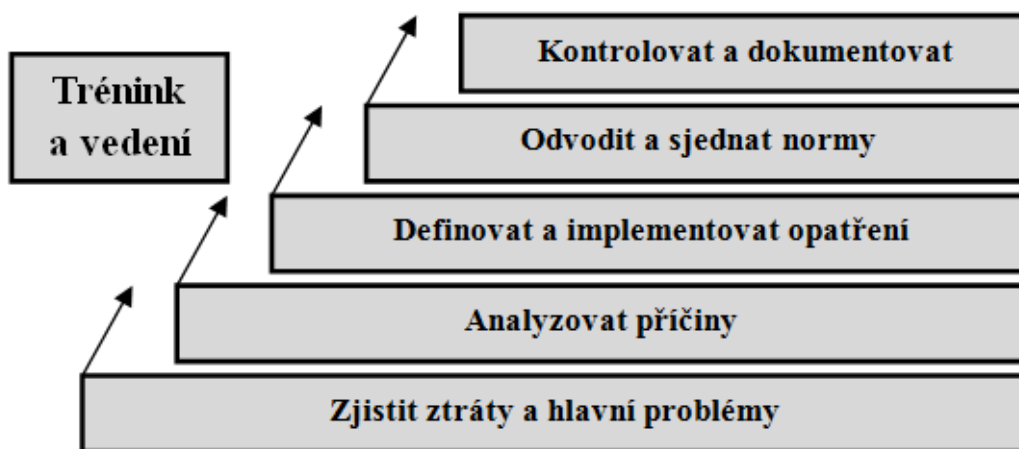 Kontrolovat a dokumentovat
Trénink
a vedení
Odvodit a sjednat normy
Definovat a implementovat opatření
Analyzovat příčiny
Zjistit ztráty a hlavní problémy